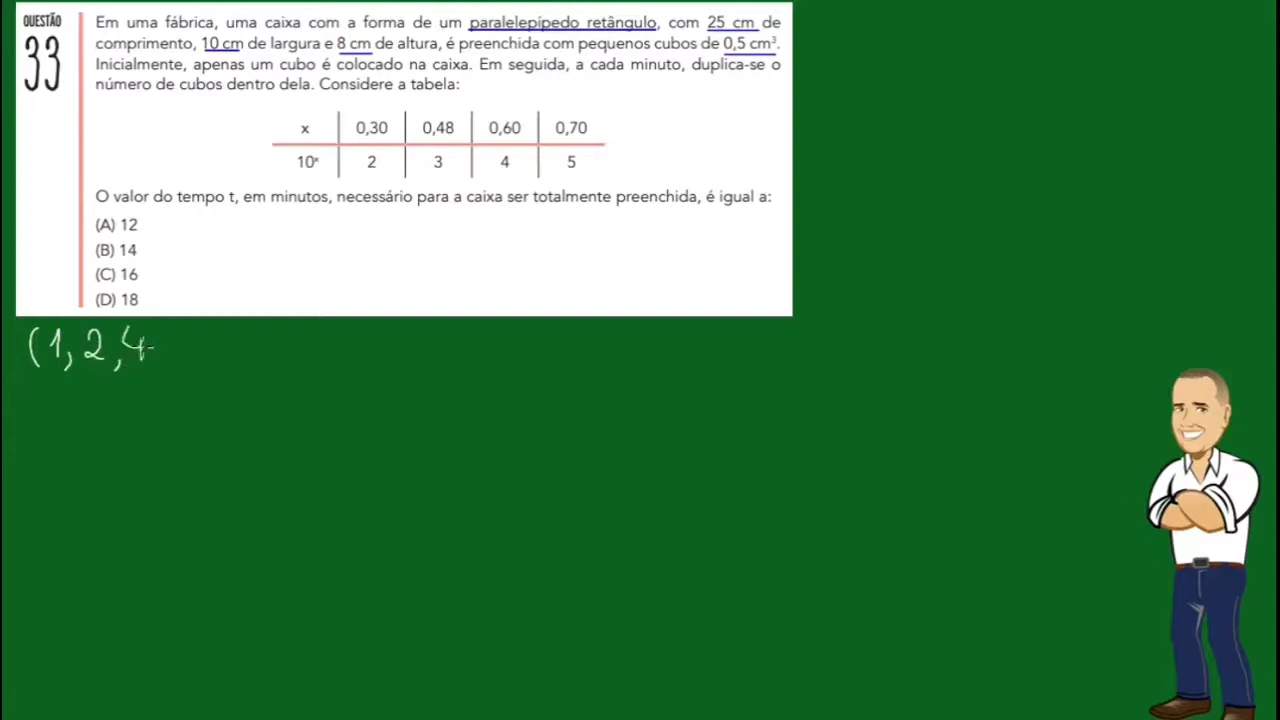 QUESTÃO
33
Em uma fábrica, uma caixa com a forma de um paralelepípedo retângulo, com 25 cm de
comprimento, 10 cm de largura e 8 cm de altura, é preenchida com pequenos cubos de 0,5 cm³.
Inicialmente, apenas um cubo é colocado na caixa. Em seguida, a cada minuto, duplica-se o
número de cubos dentro dela. Considere a tabela:
x 0,30 0,48 0,60 0,70
10ˣ 2 3 4 5
O valor do tempo t, em minutos, necessário para a caixa ser totalmente preenchida, é igual a:
(A) 12
(B) 14
(C) 16
(D) 18
(1, 2, 4